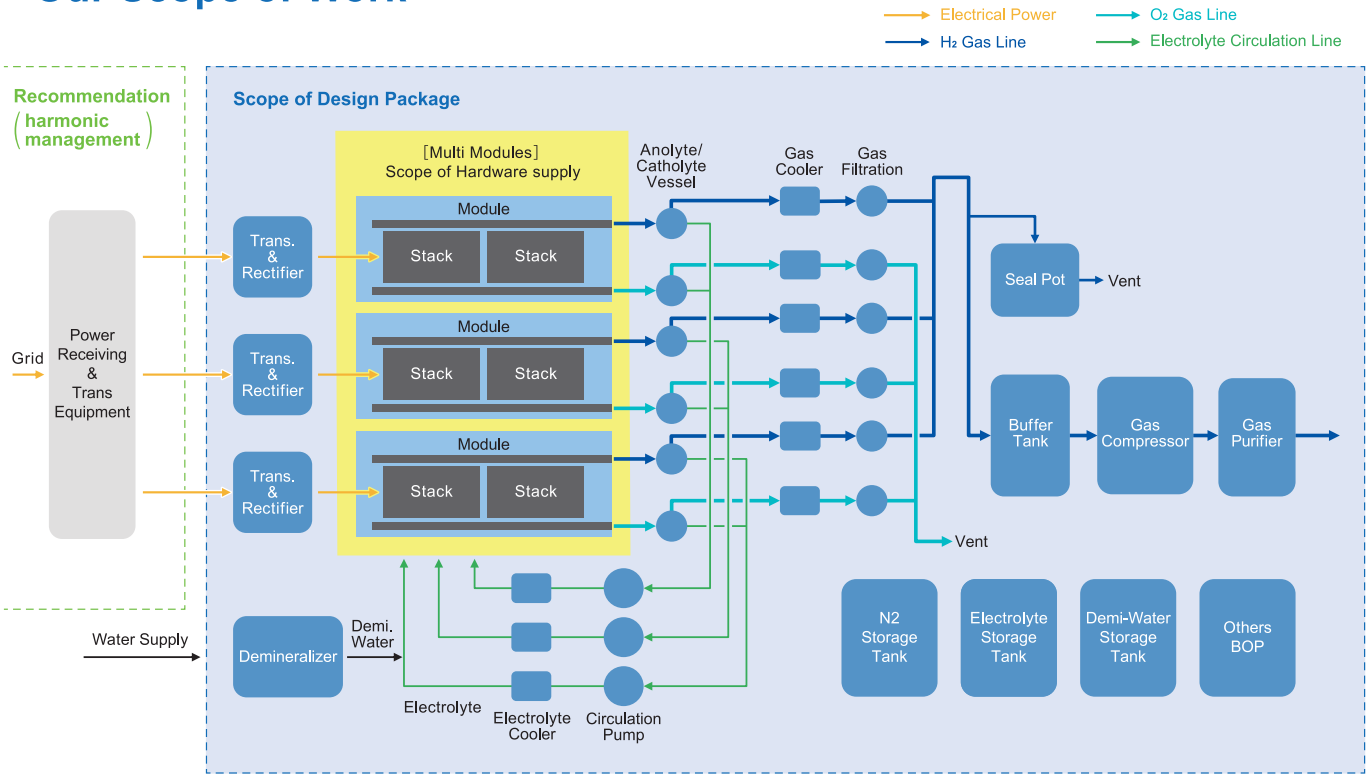 Our Scope of Work
Electrical Power
O₂ Gas Line
H₂ Gas Line
Electrolyte Circulation Line
Recommendation
(harmonic
management)
Scope of Design Package
[Multi Modules]
Scope of Hardware supply
Anolyte/
Catholyte
Vessel
Gas
Cooler
Gas
Filtration
Module
Stack
Stack
Module
Stack
Stack
Module
Stack
Stack
Trans.
&
Rectifier
Trans.
&
Rectifier
Trans.
&
Rectifier
Grid
Power
Receiving
&
Trans
Equipment
Seal Pot
Vent
Buffer
Tank
Gas
Compressor
Gas
Purifier
Vent
Water Supply
Demineralizer
Demi.
Water
Electrolyte
Electrolyte
Cooler
Circulation
Pump
N2
Storage
Tank
Electrolyte
Storage
Tank
Demi-Water
Storage
Tank
Others
BOP